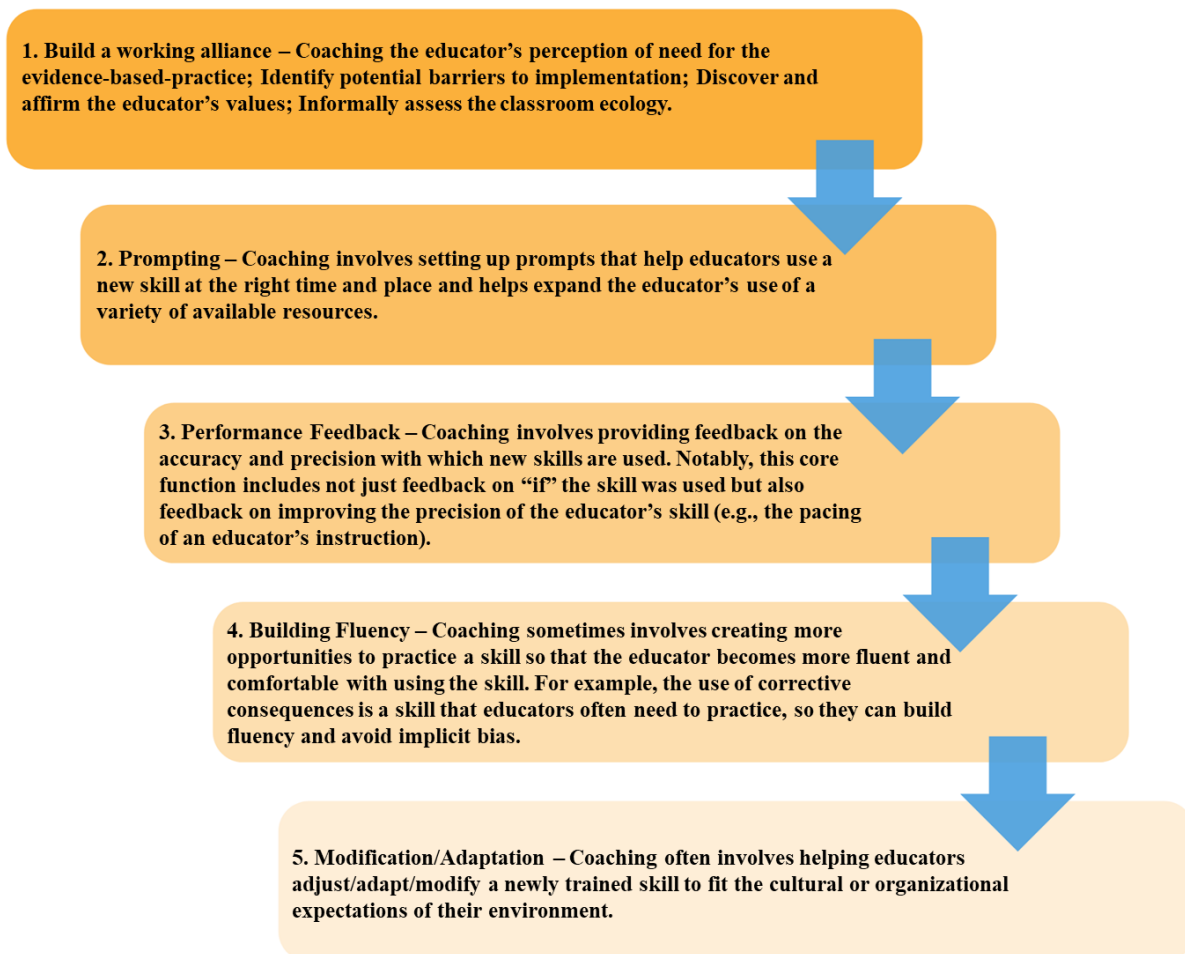 1. Build a working alliance – Coaching the educator’s perception of need for the
evidence-based-practice; Identify potential barriers to implementation; Discover and
affirm the educator’s values; Informally assess the classroom ecology.
2. Prompting – Coaching involves setting up prompts that help educators use a
new skill at the right time and place and helps expand the educator’s use of a
variety of available resources.
3. Performance Feedback – Coaching involves providing feedback on the
accuracy and precision with which new skills are used. Notably, this core
function includes not just feedback on “if” the skill was used but also
feedback on improving the precision of the educator’s skill (e.g., the pacing
of an educator’s instruction).
4. Building Fluency – Coaching sometimes involves creating more
opportunities to practice a skill so that the educator becomes more fluent and
comfortable with using the skill. For example, the use of corrective
consequences is a skill that educators often need to practice, so they can build
fluency and avoid implicit bias.
5. Modification/Adaptation – Coaching often involves helping educators
adjust/adapt/modify a newly trained skill to fit the cultural or organizational
expectations of their environment.